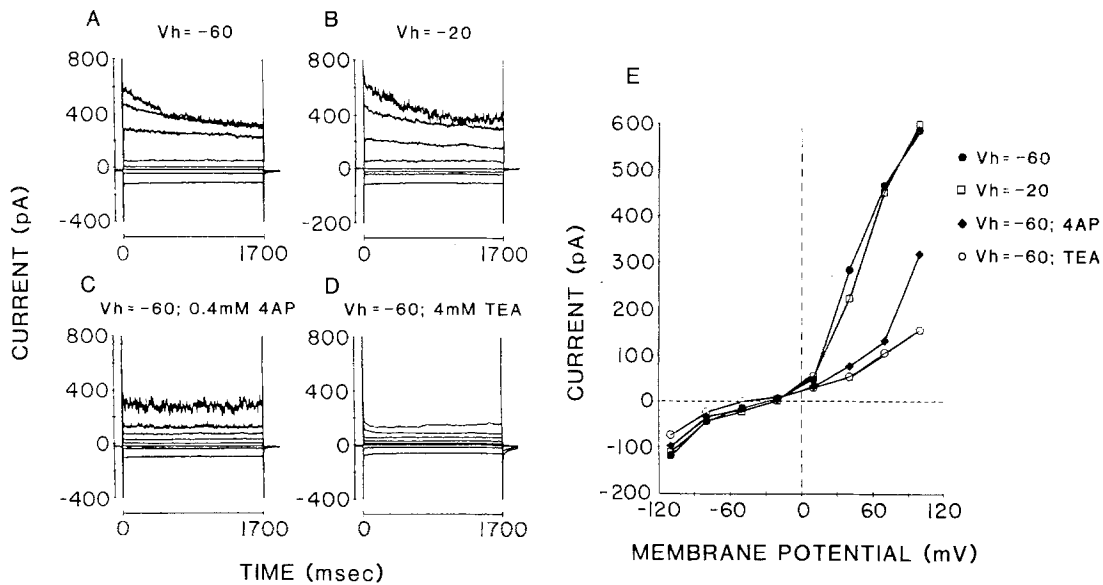 A
Vh= -60
800
400
0
-400
0
1700
B
Vh= -20
800
400
0
-200
0
1700
C
Vh= -60; 0.4mM 4AP
800
400
0
-400
0
1700
D
Vh= -60; 4mM TEA
800
400
0
-400
0
1700
CURRENT (pA)
TIME (msec)
E
600
500
400
300
200
100
0
-100
-200
-120
-60
0
60
120
CURRENT (pA)
MEMBRANE POTENTIAL (mV)
Vh= -60
Vh= -20
Vh= -60; 4AP
Vh= -60; TEA